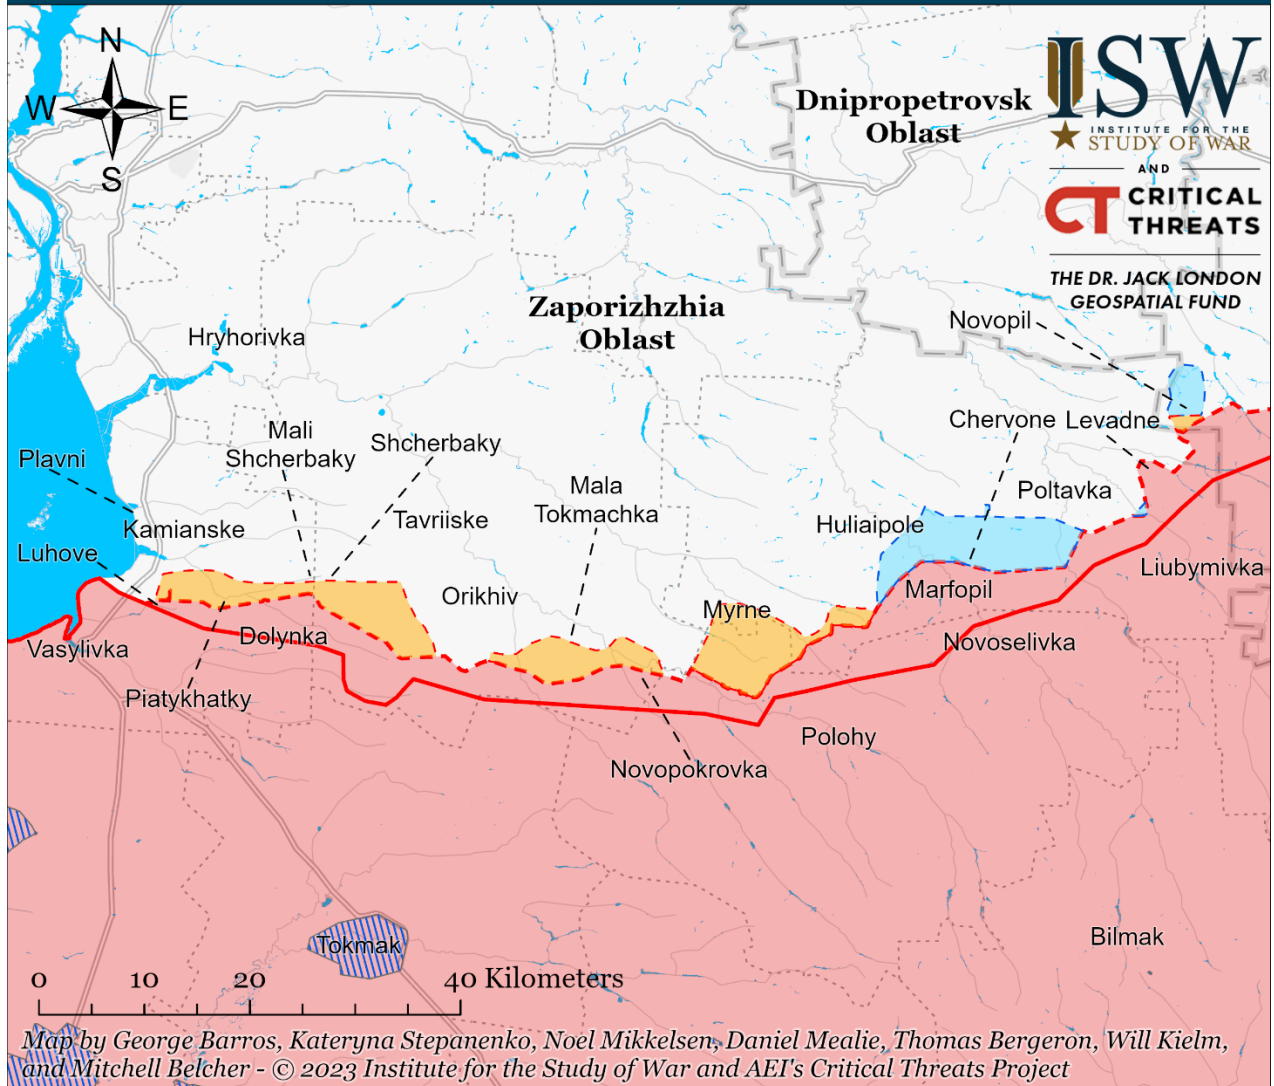 N
W
E
S
ISW
INSTITUTE FOR THE
STUDY OF WAR
AND
CT CRITICAL
THREATS
THE DR. JACK LONDON
GEOSPATIAL FUND
Dnipropetrovsk
Oblast
Zaporizhzhia
Oblast
Hryhorivka
Novopil
Mali
Shcherbaky
Shcherbaky
Chervone
Levadne
Plavni
Mala
Tokmachka
Poltavka
Kamianske
Tavriiske
Huliaipole
Luhove
Orikhiv
Myrne
Marfopil
Liubymivka
Vasylivka
Dolynka
Novoselivka
Piatykhatky
Polohy
Novopokrovka
Tokmak
Bilmak
0 10 20 40 Kilometers
Map by George Barros, Kateryna Stepanenko, Noel Mikkelsen, Daniel Mealie, Thomas Bergeron, Will Kielm,
and Mitchell Belcher - © 2023 Institute for the Study of War and AEI's Critical Threats Project